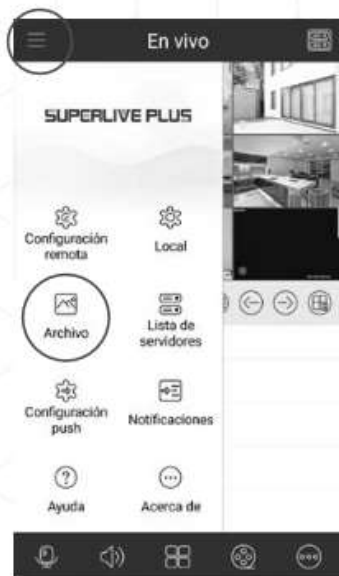 En vivo
SUPERLIVE PLUS
Configuración
remota
Local
Archivo
Lista de
servidores
Configuración
push
Notificaciones
Ayuda
Acerca de